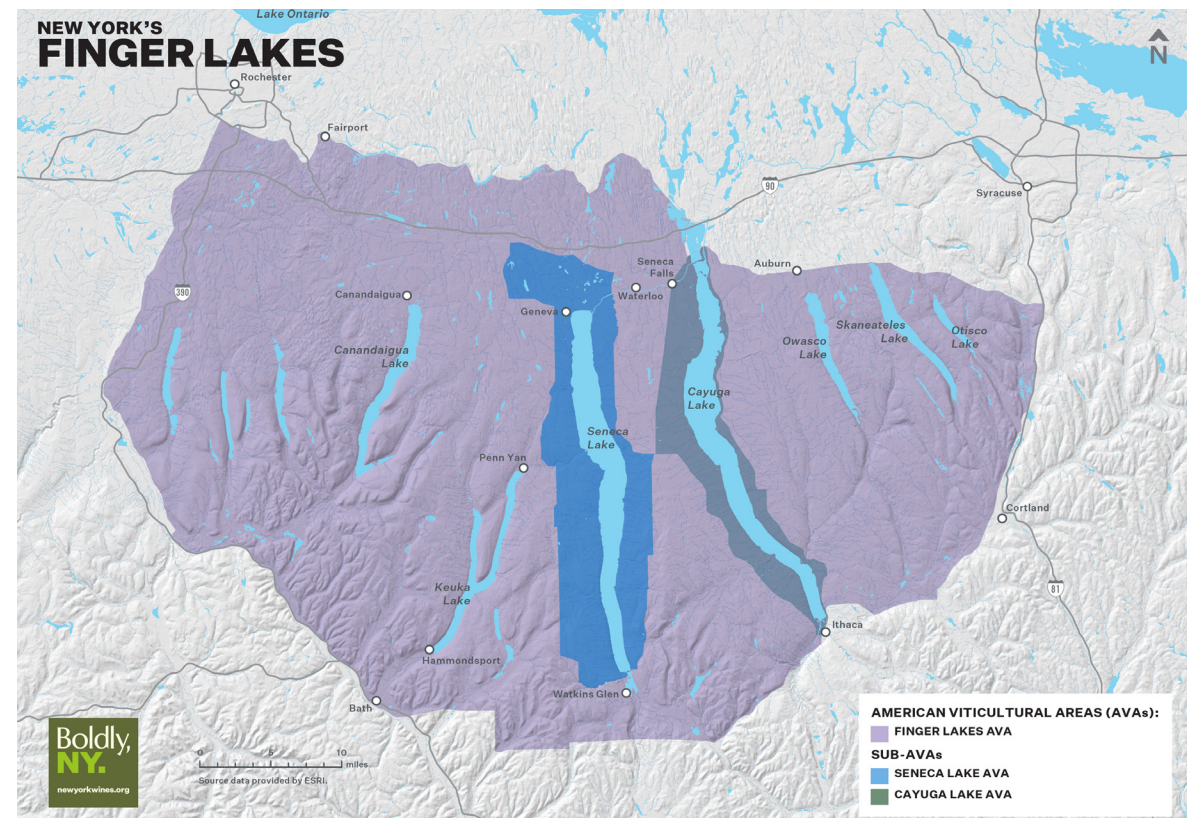 Lake Ontario
NEW YORK'S
FINGER LAKES
N
Rochester
Fairport
90
Syracuse
Seneca
Falls
Auburn
390
Canandaigua
Waterloo
Geneva
Skaneateles
Lake
Otisco
Lake
Owasco
Lake
Canandaigua
Lake
Cayuga
Lake
Seneca
Lake
Penn Yan
Cortland
Keuka
Lake
81
Ithaca
Hammondsport
Watkins Glen
Bath
AMERICAN VITICULTURAL AREAS (AVAs):
FINGER LAKES AVA
SUB-AVAs
SENECA LAKE AVA
CAYUGA LAKE AVA
Boldly,
NY.
newyorkwines.org
0 5 10
miles
Source data provided by ESRI.